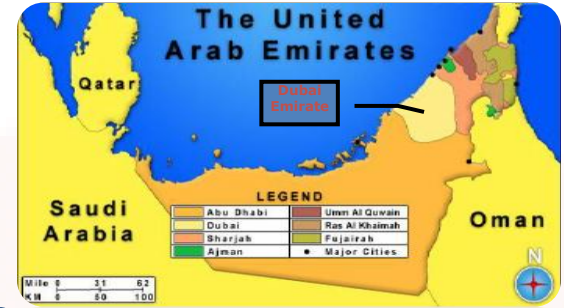 The United
Arab Emirates
Qatar
Dubai
Emirate
Saudi
Arabia
Oman
LEGEND
Abu Dhabi
Umm Al Quwain
Dubai
Ras Al Khaimah
Sharjah
Fujairah
Ajman
Major Cities
N
Mile 0 31 62
KM 0 50 100